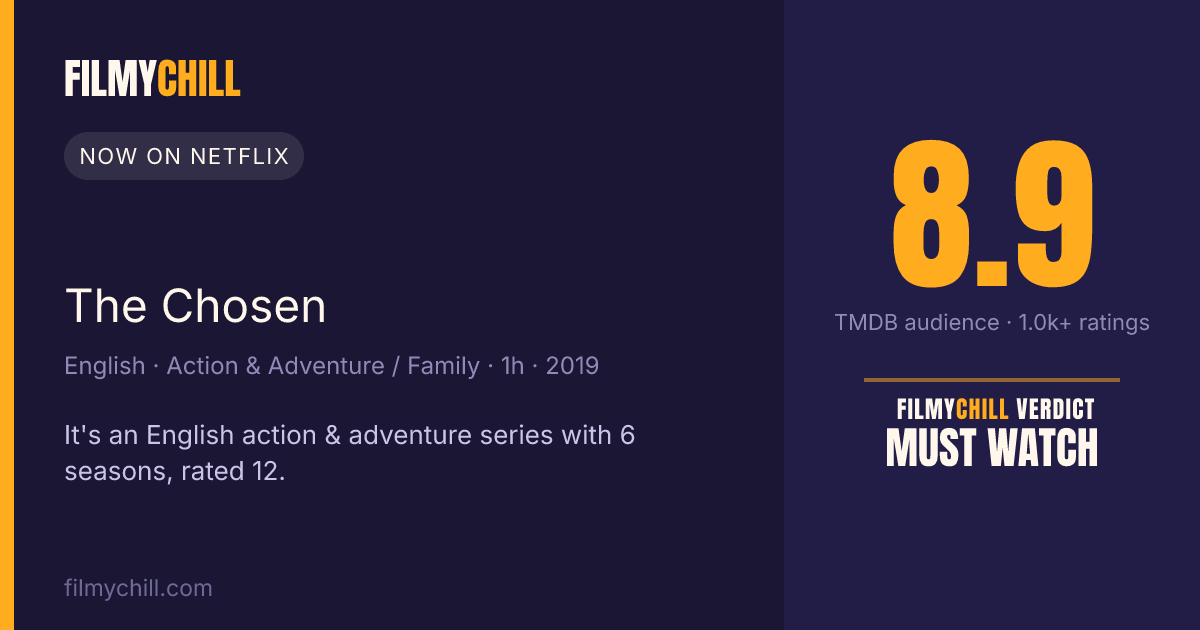 FILMYCHILL
NOW ON NETFLIX
The Chosen
English · Action & Adventure / Family · 1h · 2019
It's an English action & adventure series with 6
seasons, rated 12.
filmychill.com
8.9
TMDB audience · 1.0k+ ratings
FILMYCHILL VERDICT
MUST WATCH